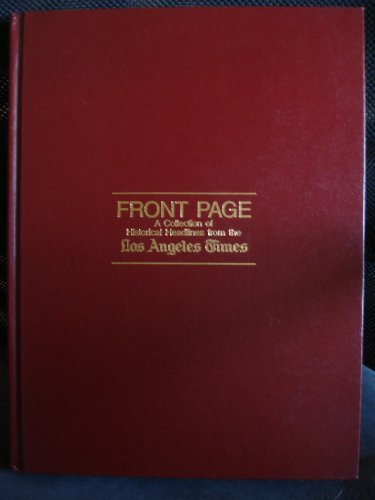 FRONT PAGE
A Collection of
Historical Headlines from the
Los Angeles Times